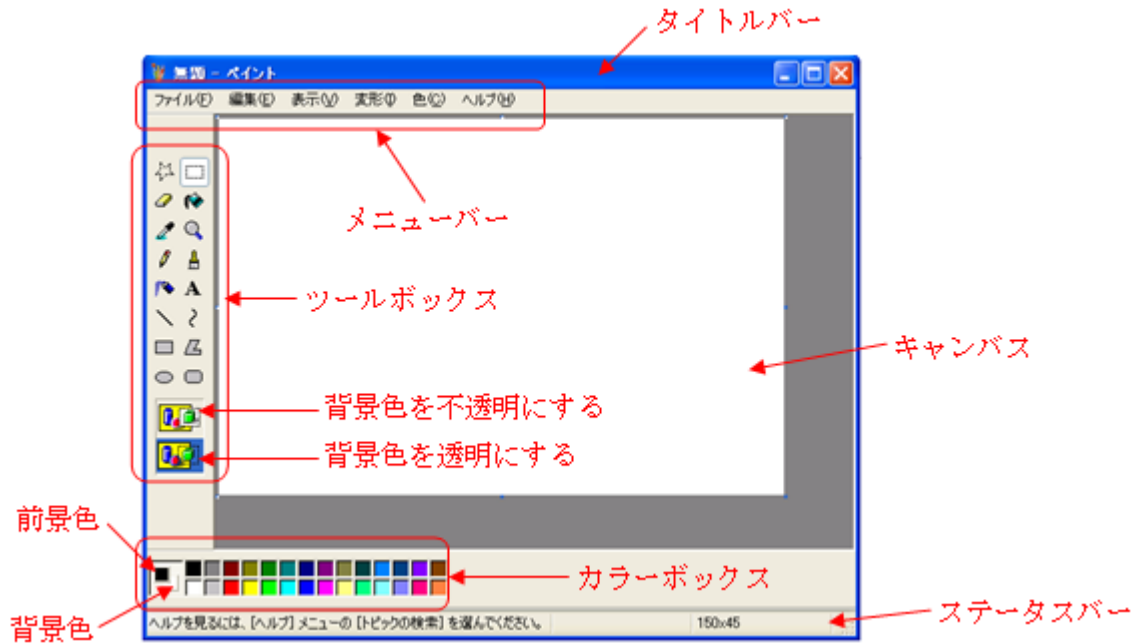 タイトルバー
無題 - ペイント
ファイル(F) 編集(E) 表示(V) 変形(I) 色(C) ヘルプ(H)
メニューバー
A
ツールボックス
キャンバス
背景色を不透明にする
背景色を透明にする
前景色
カラーボックス
背景色
ステータスバー
ヘルプを見るには、[ヘルプ] メニューの [トピックの検索] を選んでください。 150x45